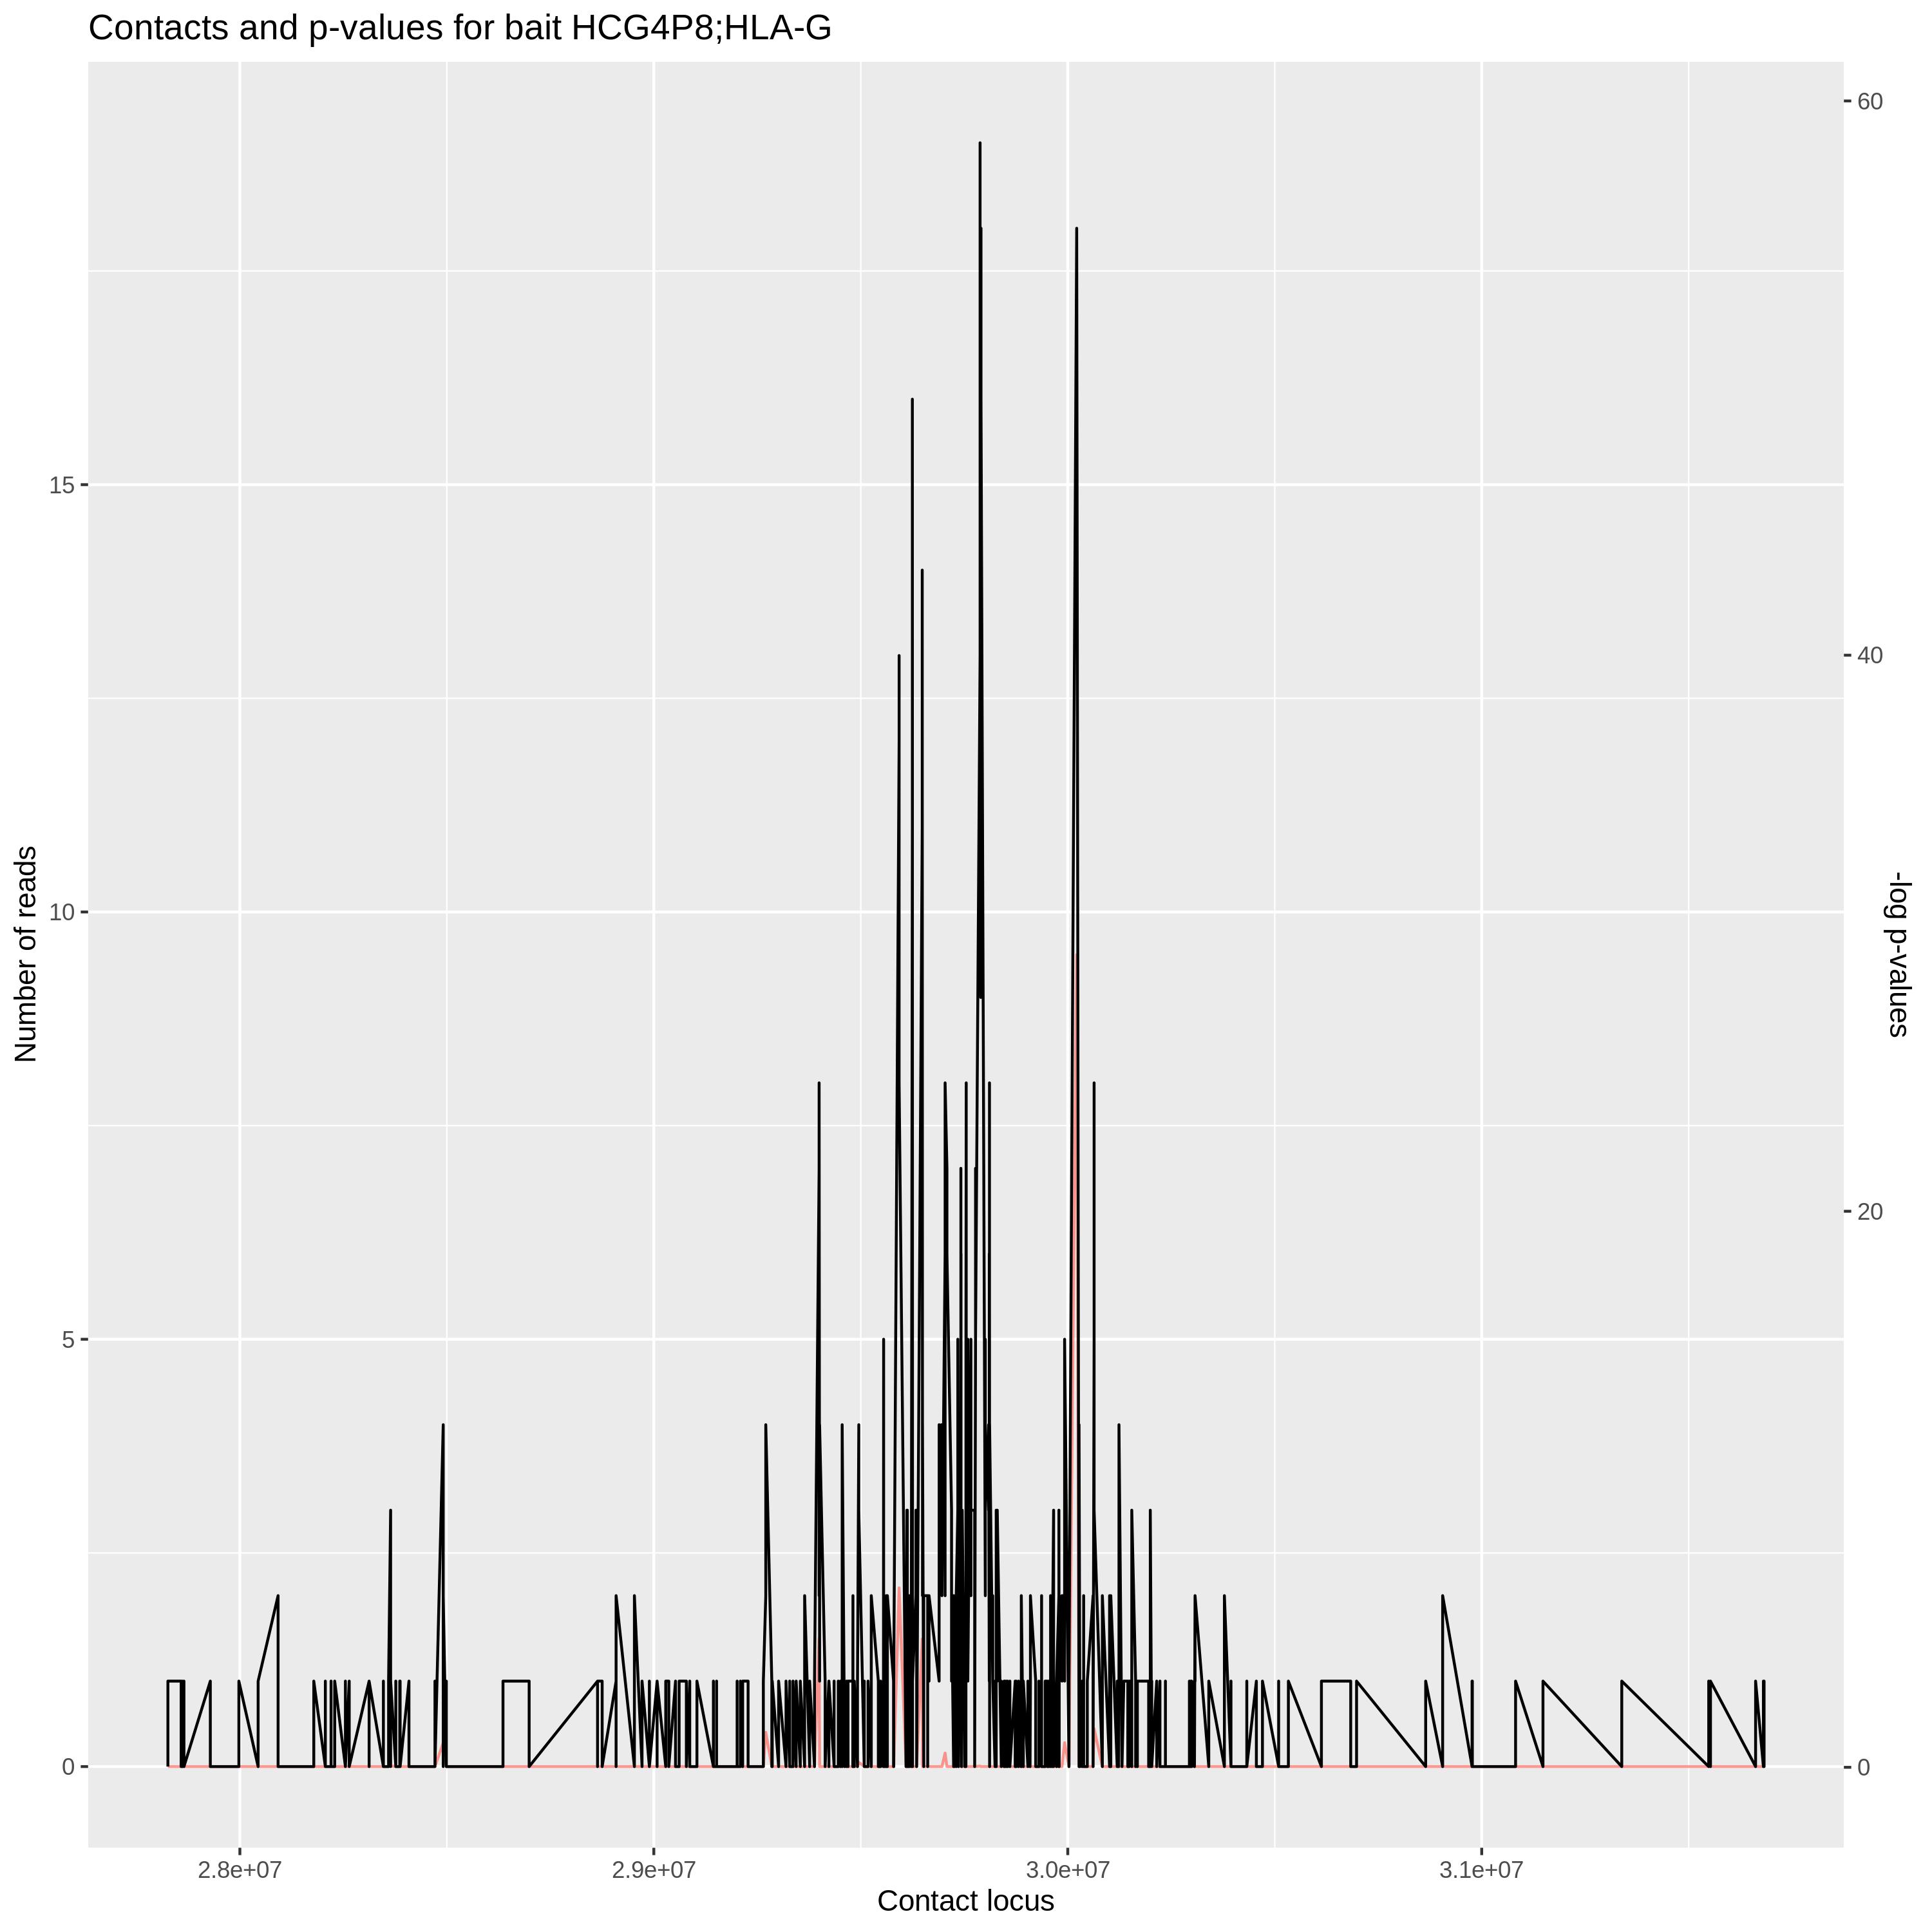 Contacts and p-values for bait HCG4P8;HLA-G
60
15
40
10
20
5
0
0
Number of reads
-log p-values
2.8e+07
2.9e+07
3.0e+07
3.1e+07
Contact locus